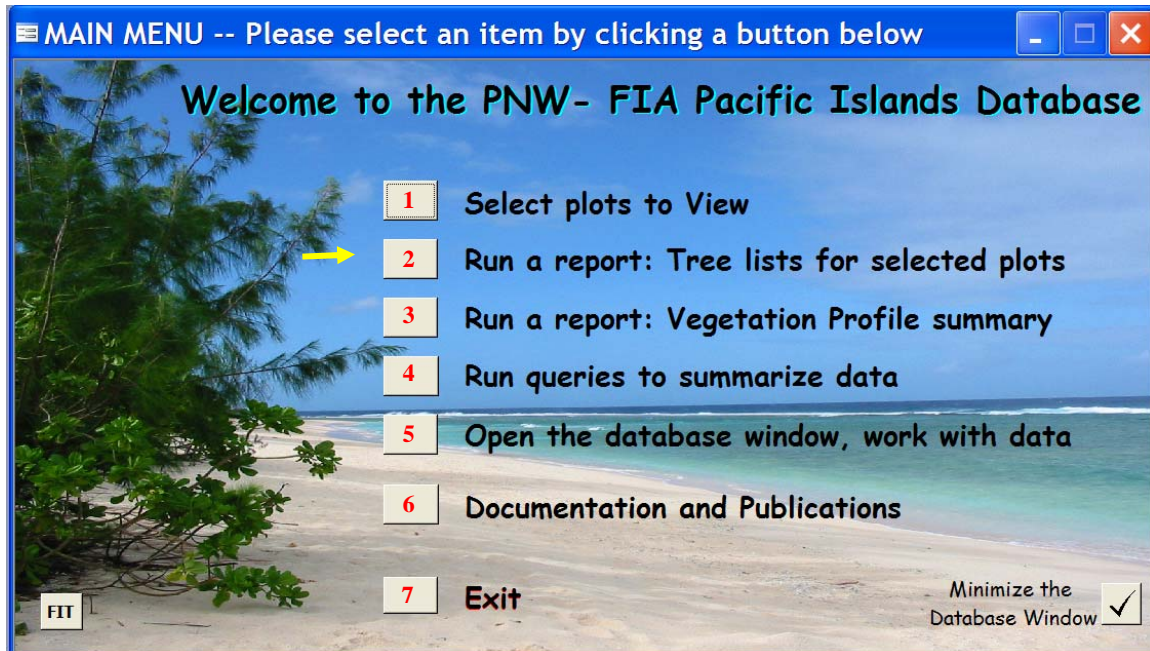 MAIN MENU -- Please select an item by clicking a button below
Welcome to the PNW- FIA Pacific Islands Database
1 Select plots to View
2 Run a report: Tree lists for selected plots
3 Run a report: Vegetation Profile summary
4 Run queries to summarize data
5 Open the database window, work with data
6 Documentation and Publications
7 Exit
FIT
Minimize the
Database Window